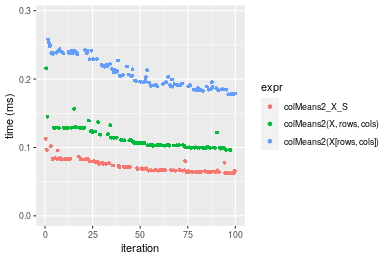 0.3
0.2
0.1
0.0
time (ms)
0
25
50
75
100
iteration
expr
colMeans2_X_S
colMeans2(X, rows, cols)
colMeans2(X[rows, cols])